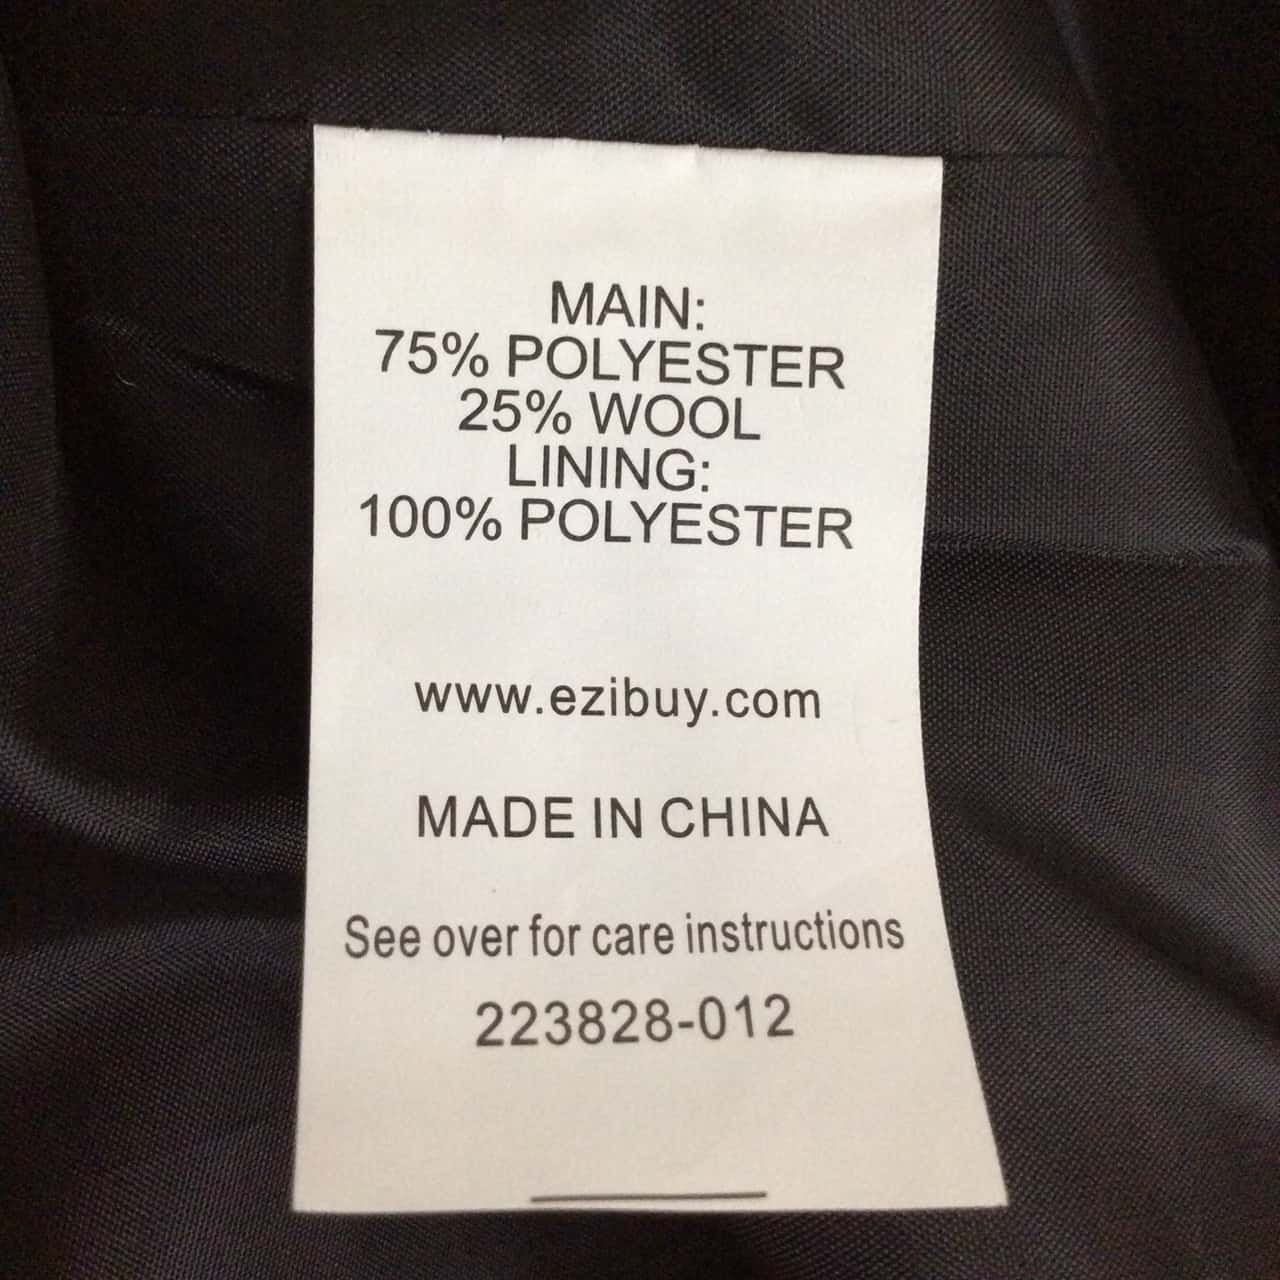 MAIN:
75% POLYESTER
25% WOOL
LINING:
100% POLYESTER
www.ezibuy.com
MADE IN CHINA
See over for care instructions
223828-012